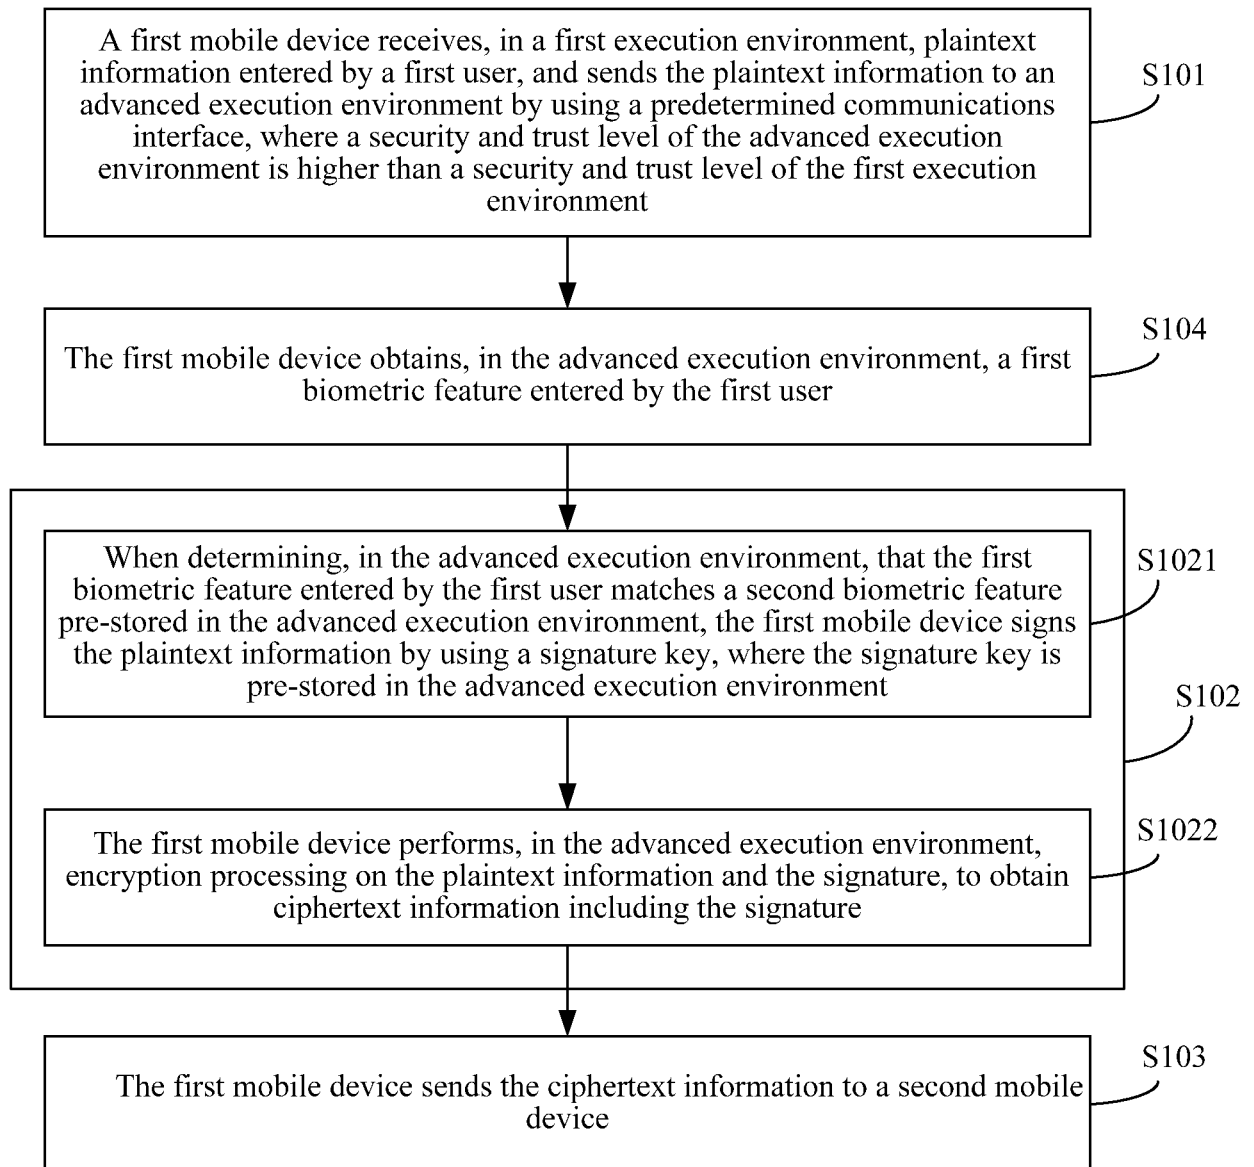 A first mobile device receives, in a first execution environment, plaintext
information entered by a first user, and sends the plaintext information to an
advanced execution environment by using a predetermined communications
interface, where a security and trust level of the advanced execution
environment is higher than a security and trust level of the first execution
environment
S101
The first mobile device obtains, in the advanced execution environment, a first
biometric feature entered by the first user
S104
When determining, in the advanced execution environment, that the first
biometric feature entered by the first user matches a second biometric feature
pre-stored in the advanced execution environment, the first mobile device signs
the plaintext information by using a signature key, where the signature key is
pre-stored in the advanced execution environment
S1021
S102
The first mobile device performs, in the advanced execution environment,
encryption processing on the plaintext information and the signature, to obtain
ciphertext information including the signature
S1022
The first mobile device sends the ciphertext information to a second mobile
device
S103